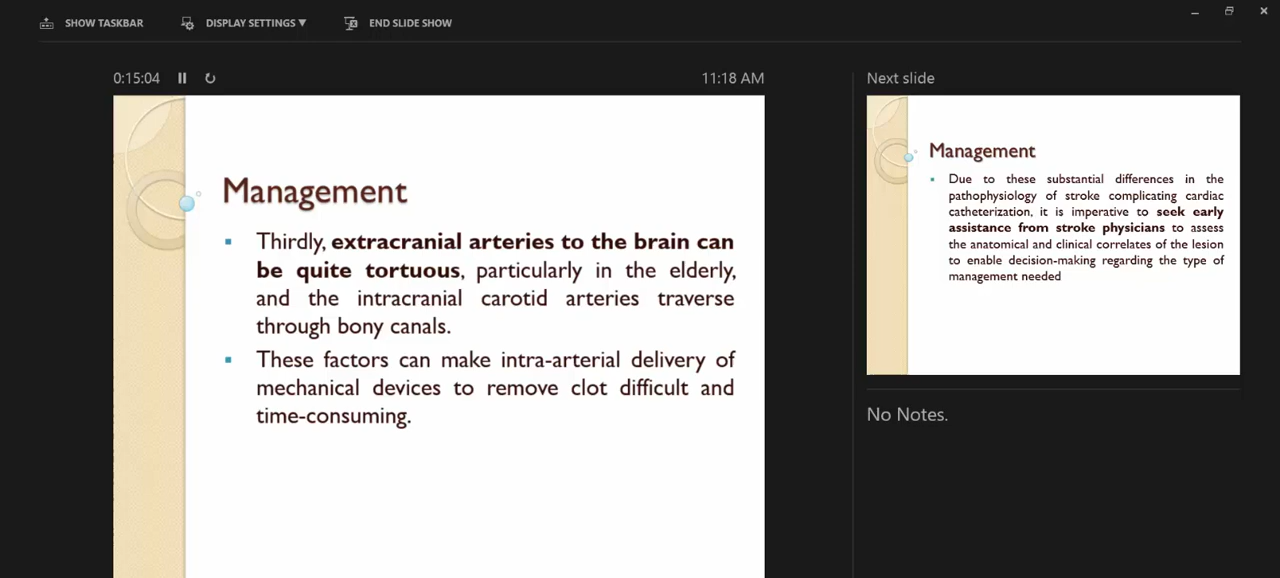 SHOW TASKBAR
DISPLAY SETTINGS ▼
END SLIDE SHOW
0:15:04
11:18 AM
Management
▪ Thirdly, extracranial arteries to the brain can
be quite tortuous, particularly in the elderly,
and the intracranial carotid arteries traverse
through bony canals.
▪ These factors can make intra-arterial delivery of
mechanical devices to remove clot difficult and
time-consuming.
Next slide
Management
▪ Due to these substantial differences in the
pathophysiology of stroke complicating cardiac
catheterization, it is imperative to seek early
assistance from stroke physicians to assess
the anatomical and clinical correlates of the lesion
to enable decision-making regarding the type of
management needed
No Notes.